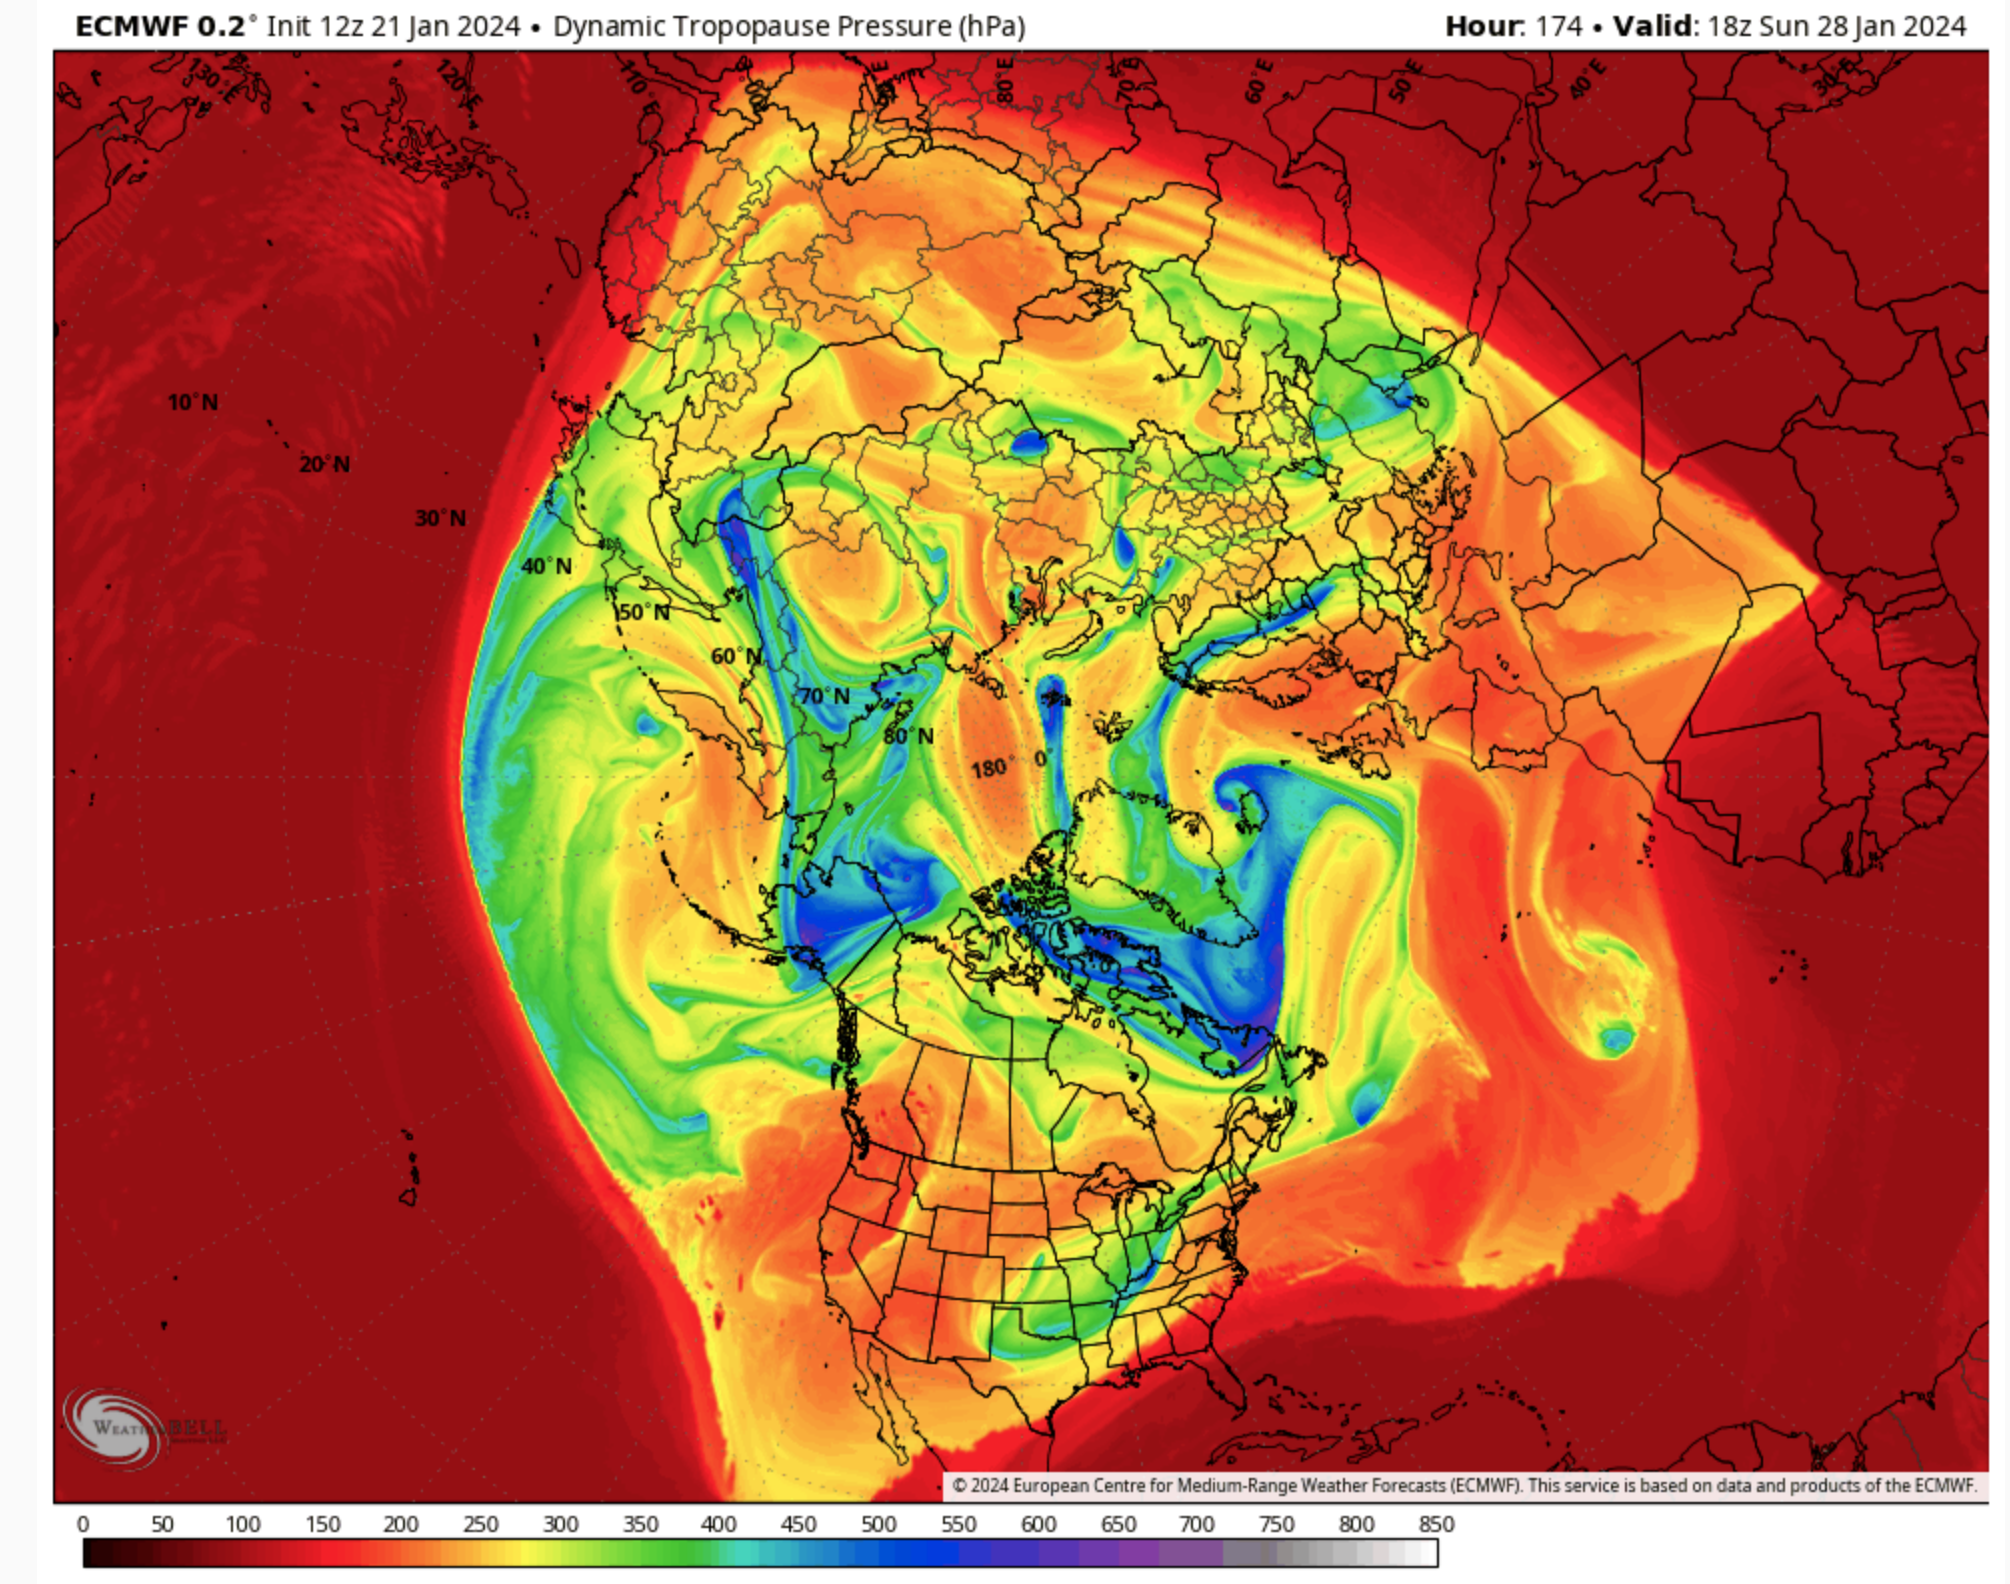 ECMWF 0.2° Init 12z 21 Jan 2024 • Dynamic Tropopause Pressure (hPa)
Hour: 174 • Valid: 18z Sun 28 Jan 2024
130°E
120°E
110°E
80°E
70°E
60°E
50°E
40°E
30°E
10°N
20°N
30°N
40°N
50°N
60°N
70°N
80°N
180°
0°
WEATHERBELL
© 2024 European Centre for Medium-Range Weather Forecasts (ECMWF). This service is based on data and products of the ECMWF.
0 50 100 150 200 250 300 350 400 450 500 550 600 650 700 750 800 850